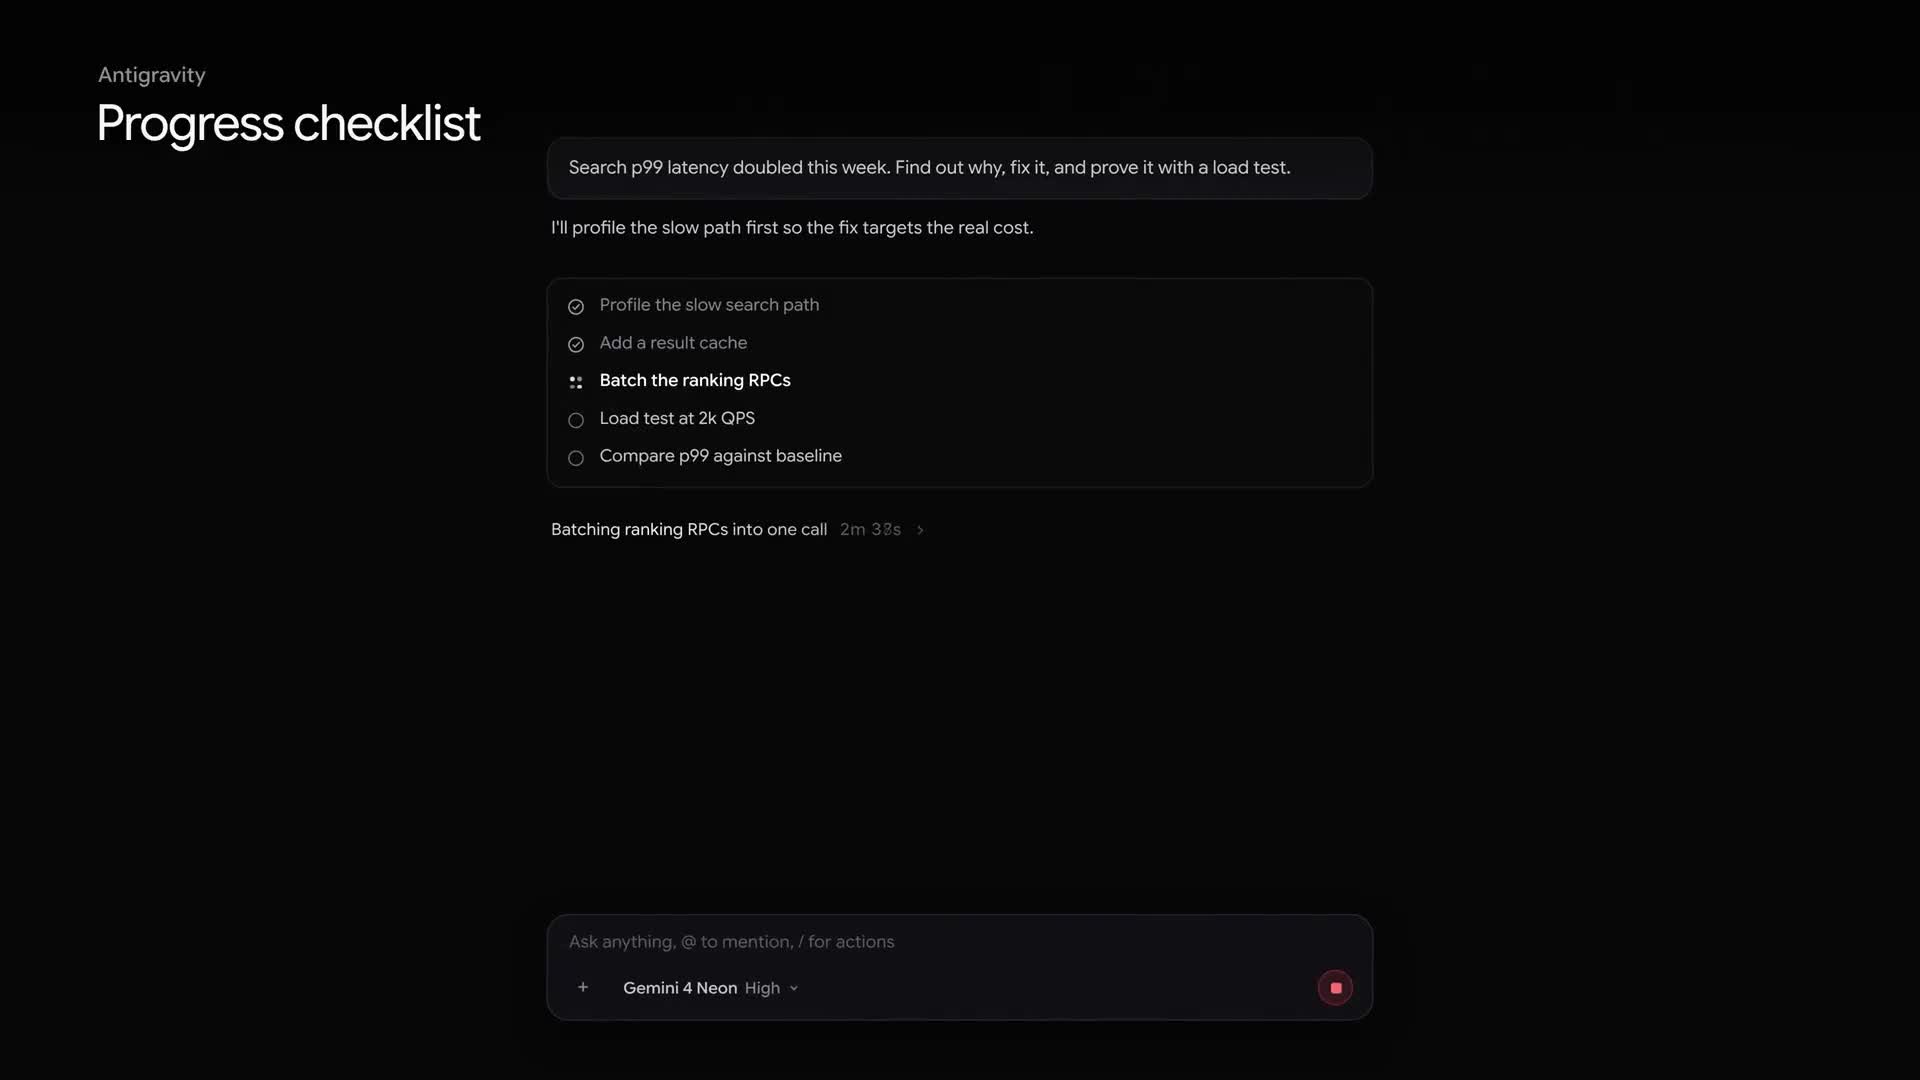 Antigravity
Progress checklist
Search p99 latency doubled this week. Find out why, fix it, and prove it with a load test.
I'll profile the slow path first so the fix targets the real cost.
Profile the slow search path
Add a result cache
Batch the ranking RPCs
Load test at 2k QPS
Compare p99 against baseline
Batching ranking RPCs into one call 2m
Ask anything, @ to mention, / for actions
+ Gemini 4 Neon High